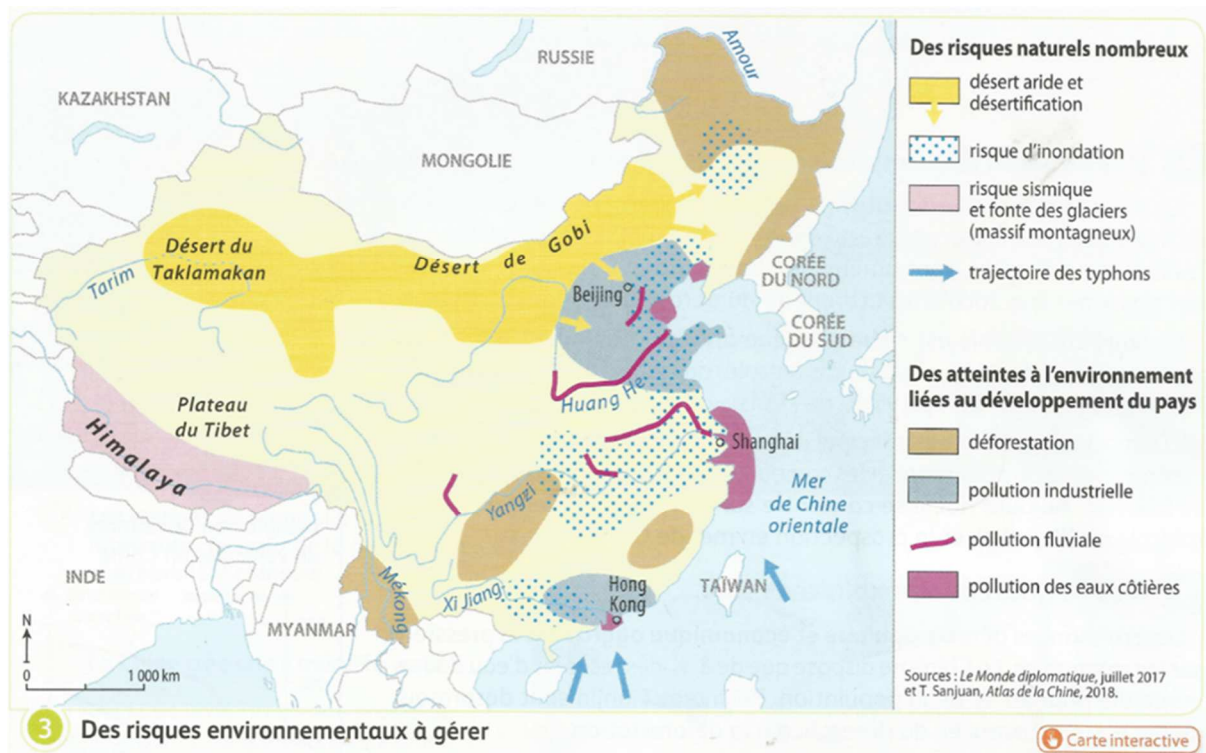 RUSSIE
Amour
KAZAKHSTAN
MONGOLIE
Désert du
Taklamakan
Tarim
Désert de Gobi
Beijing
CORÉE
DU NORD
CORÉE
DU SUD
Huang He
Plateau
du Tibet
Himalaya
Shanghai
Mer
de Chine
orientale
Yangzi
INDE
Mékong
Xi Jiang
Hong
Kong
TAÏWAN
MYANMAR
N
0 1 000 km
Des risques naturels nombreux
désert aride et
désertification
risque d'inondation
risque sismique
et fonte des glaciers
(massif montagneux)
trajectoire des typhons
Des atteintes à l'environnement
liées au développement du pays
déforestation
pollution industrielle
pollution fluviale
pollution des eaux côtières
Sources : Le Monde diplomatique, juillet 2017
et T. Sanjuan, Atlas de la Chine, 2018.
3 Des risques environnementaux à gérer
Carte interactive